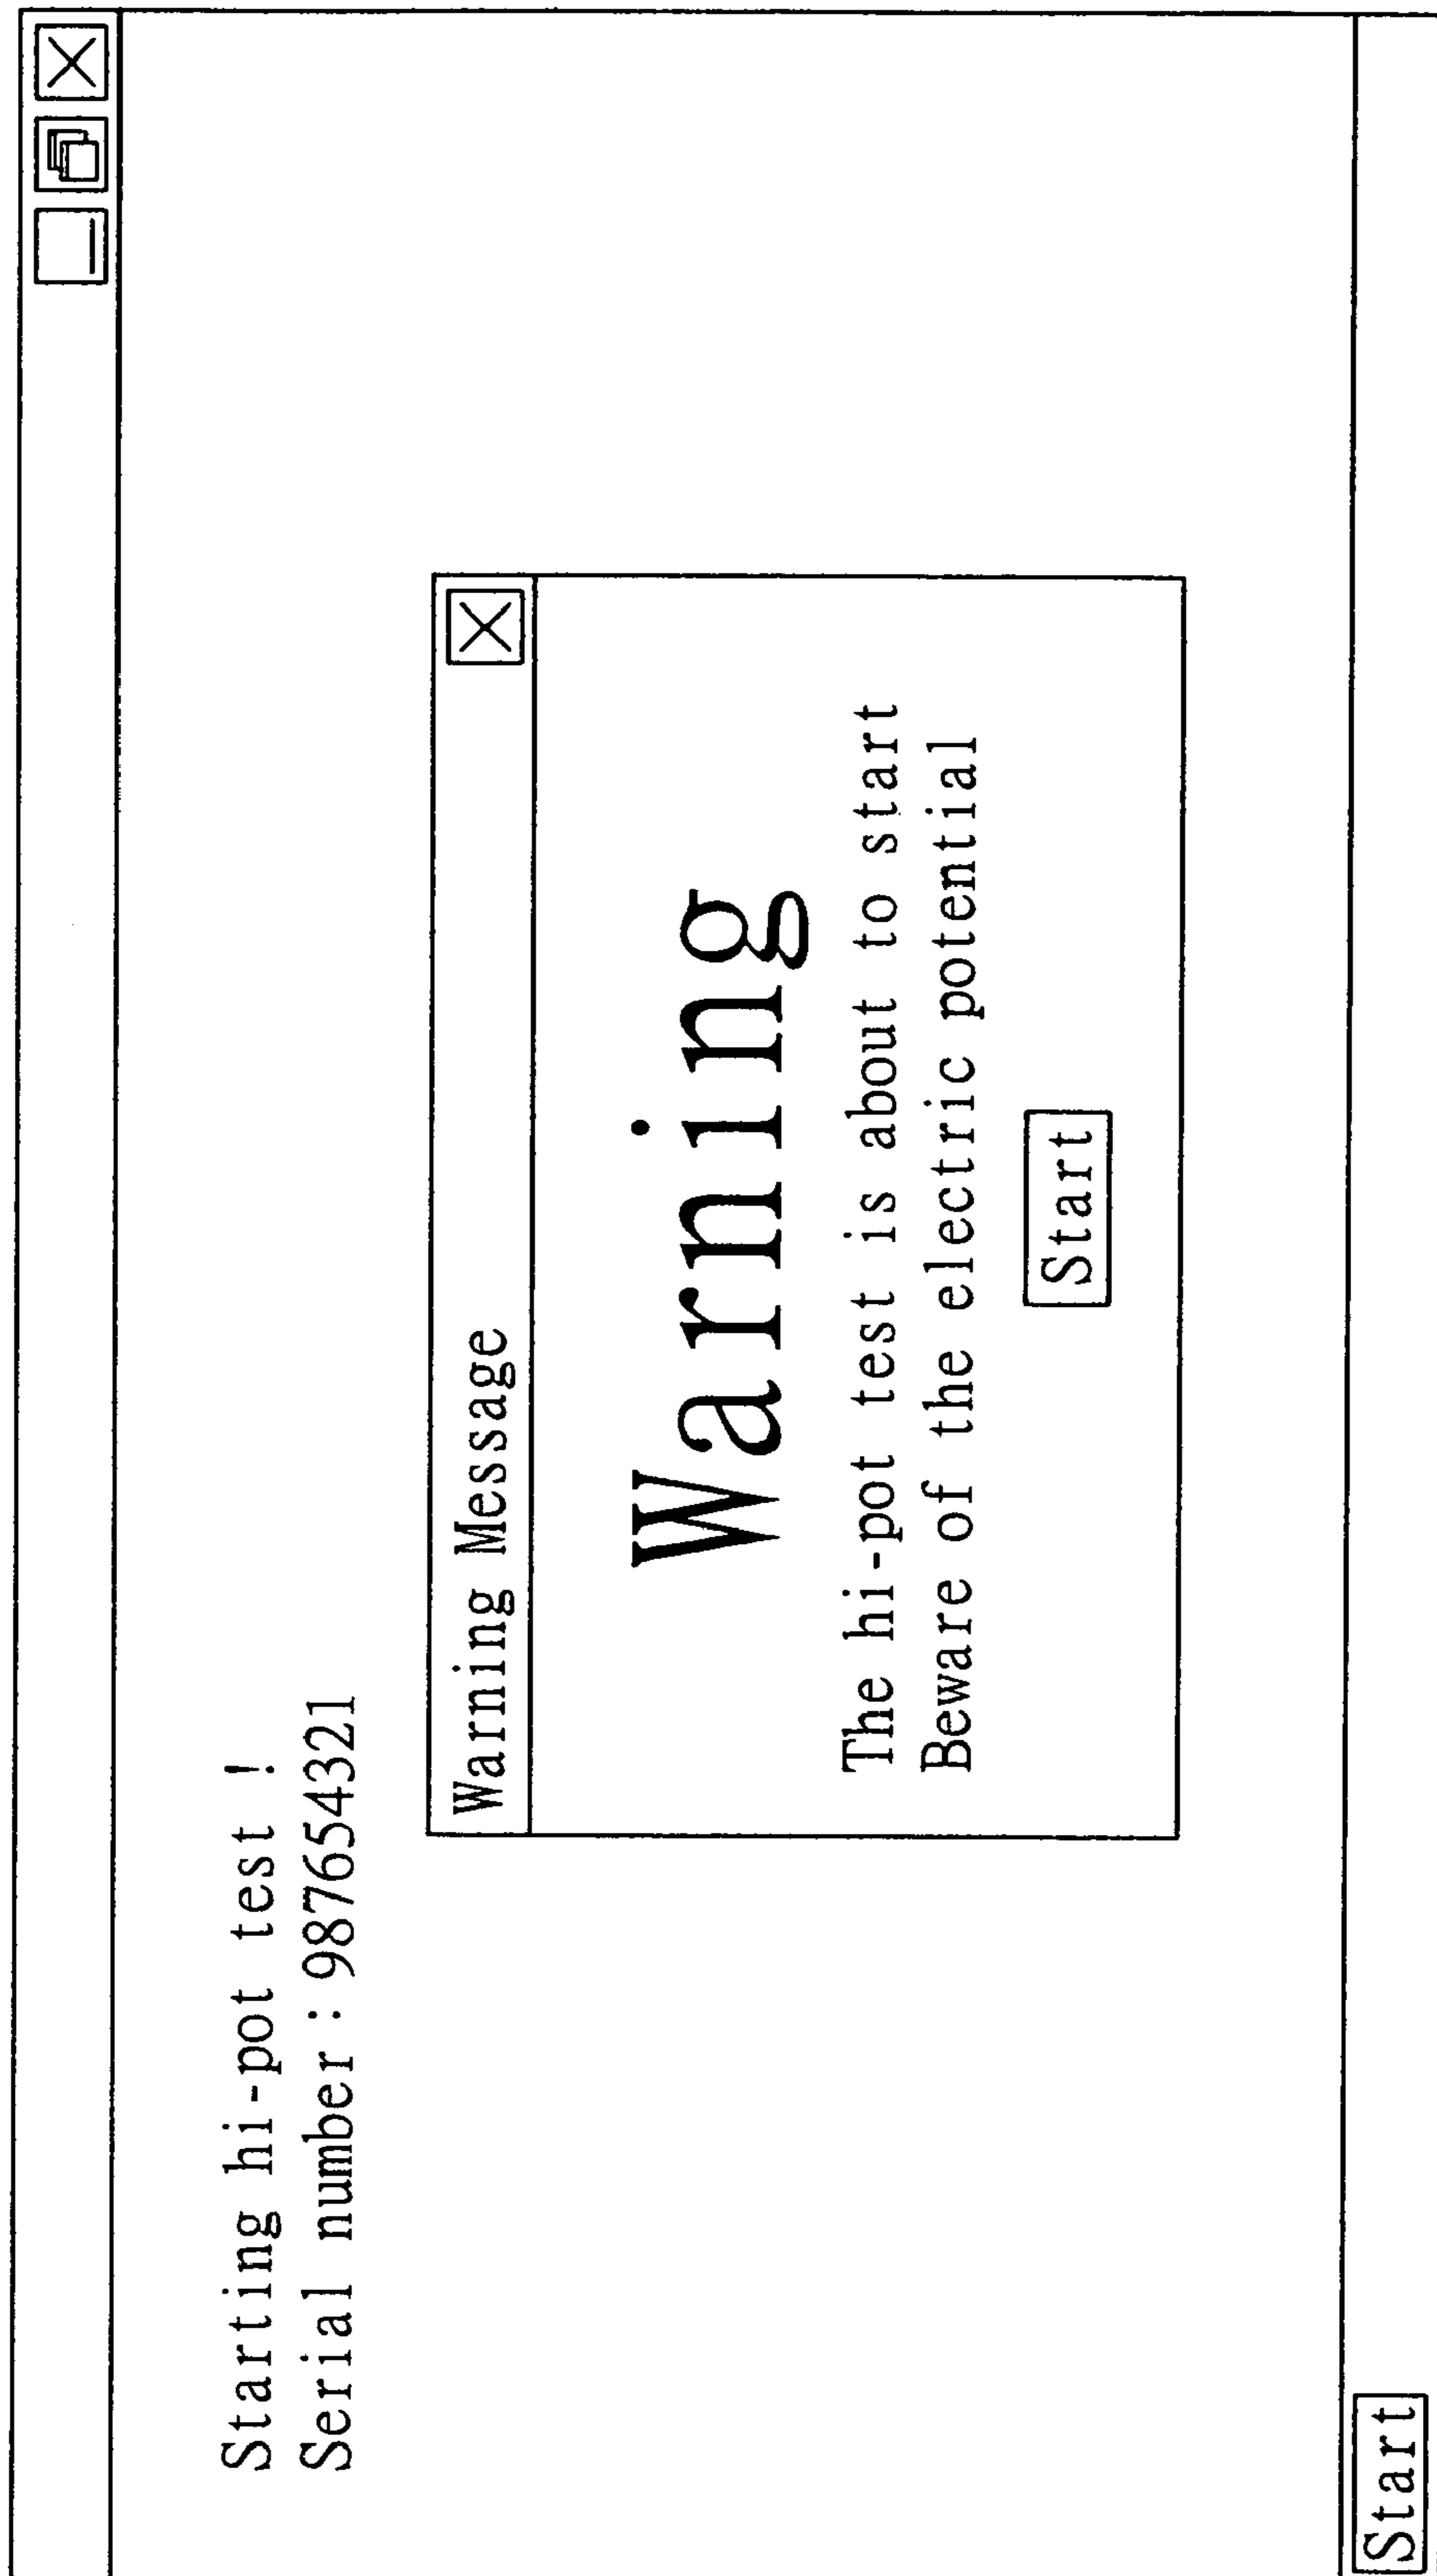 Starting hi-pot test !
Serial number : 987654321
Warning Message
Warning
The hi-pot test is about to start
Beware of the electric potential
Start
Start